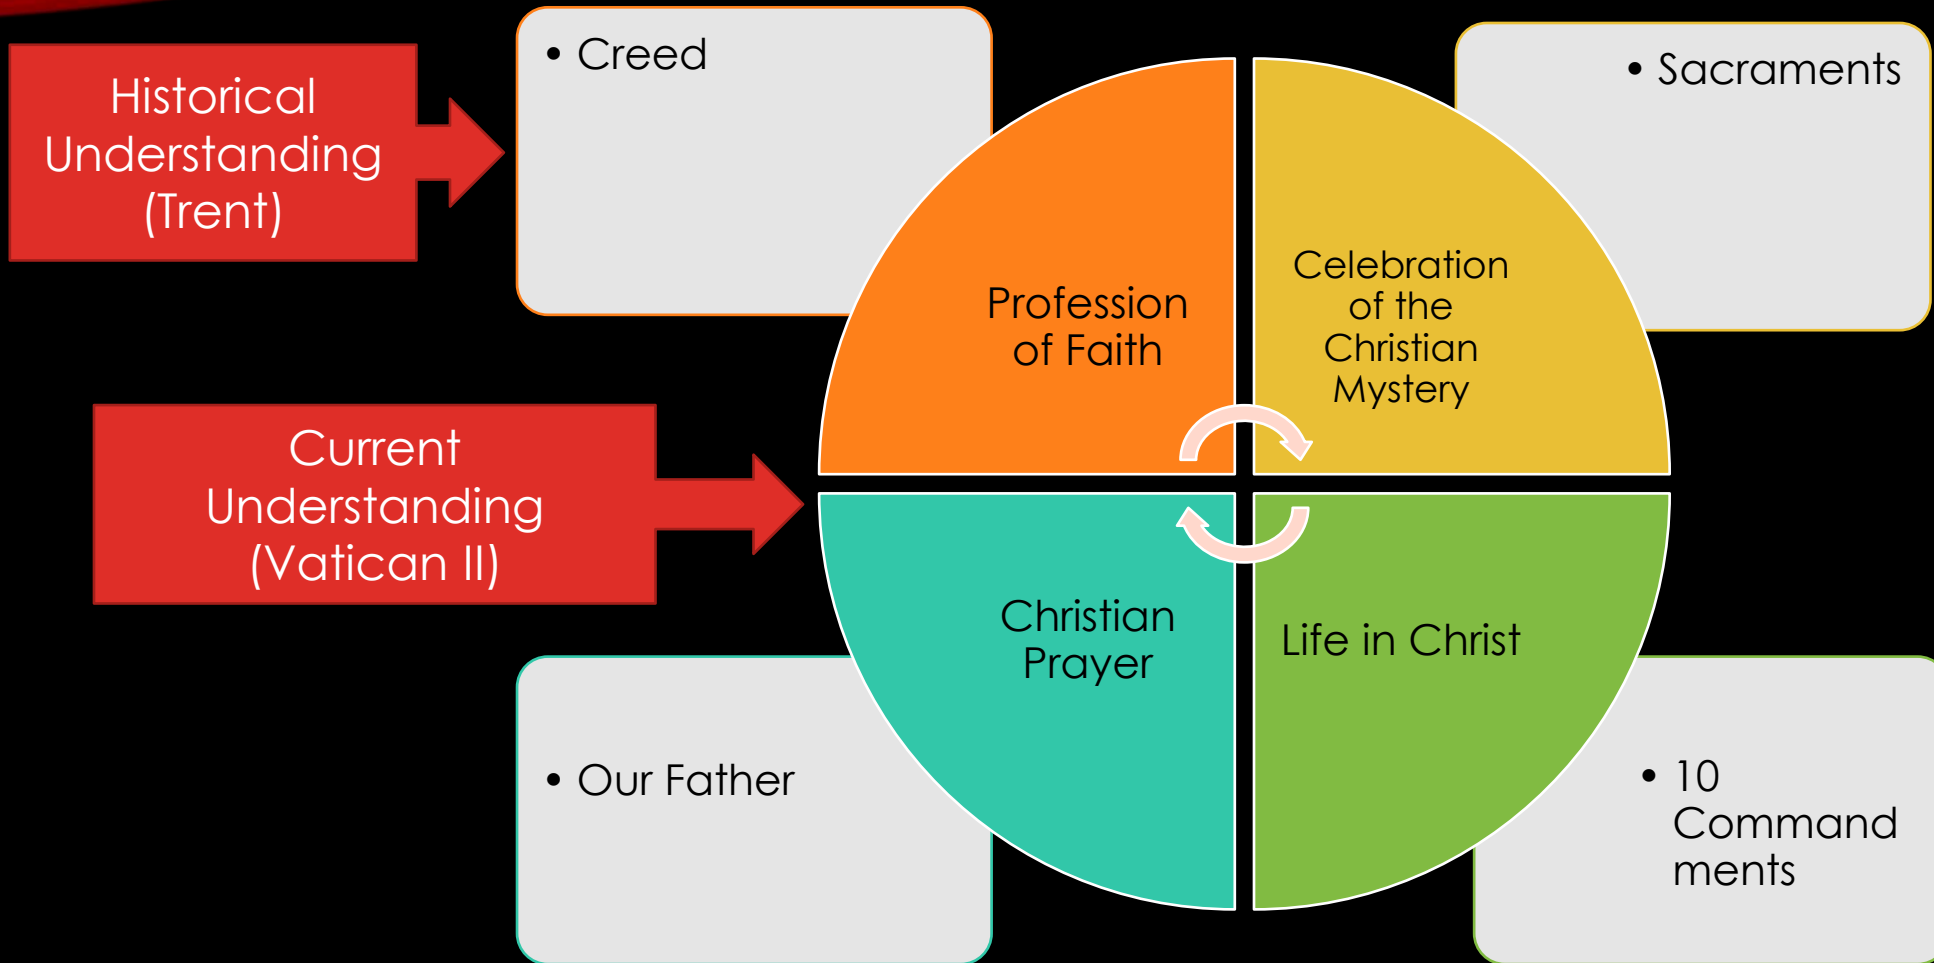 Historical
Understanding
(Trent)
• Creed
• Sacraments
Profession
of Faith
Celebration
of the
Christian
Mystery
Current
Understanding
(Vatican II)
Christian
Prayer
Life in Christ
• Our Father
• 10
Command
ments